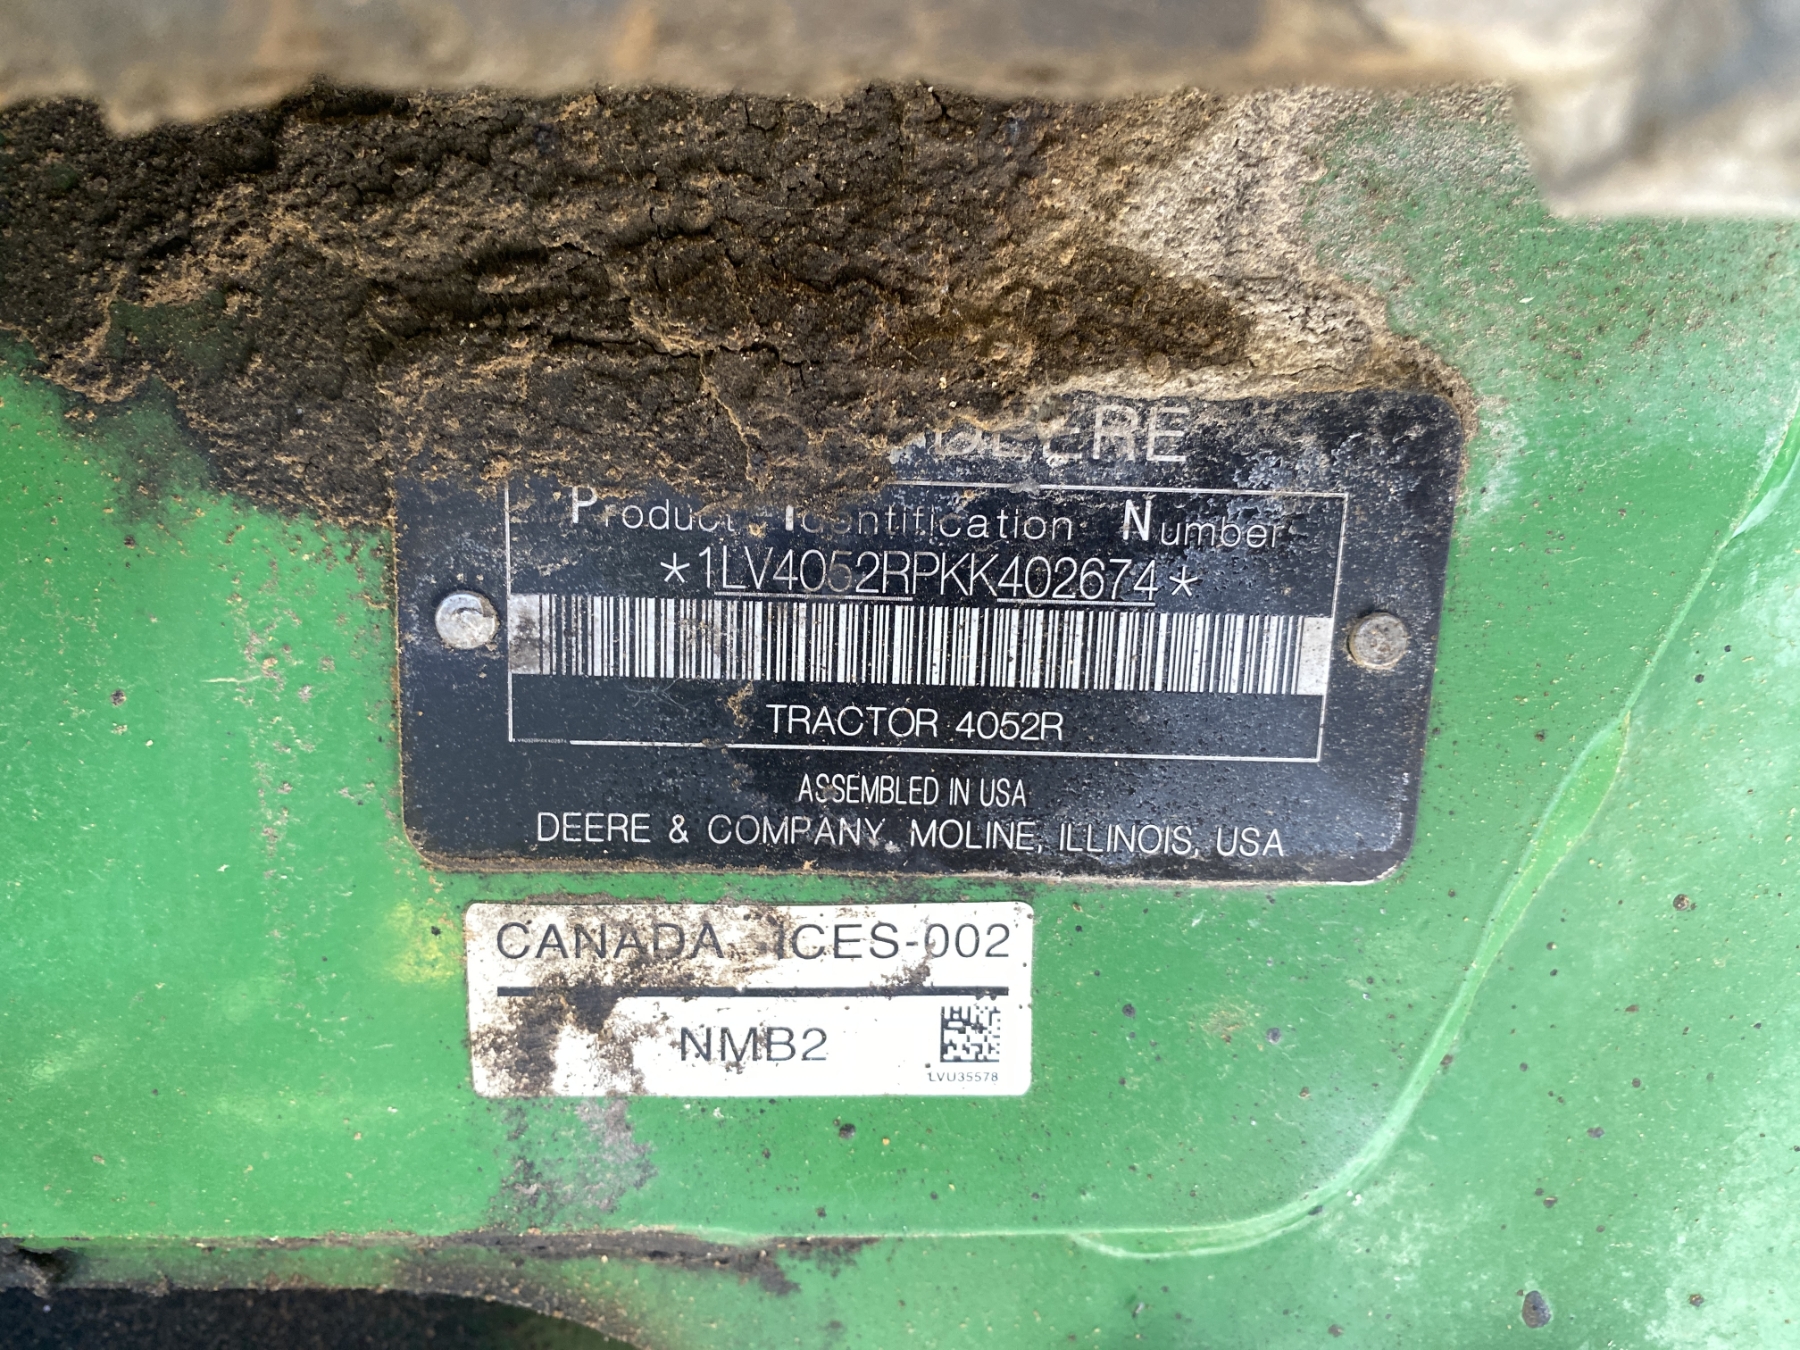 DEERE
Product Identification Number
*1LV4052RPKK402674*
TRACTOR 4052R
1LV4052RPKK402674
ASSEMBLED IN USA
DEERE & COMPANY, MOLINE, ILLINOIS, USA
CANADA ICES-002
NMB2
LVU35578